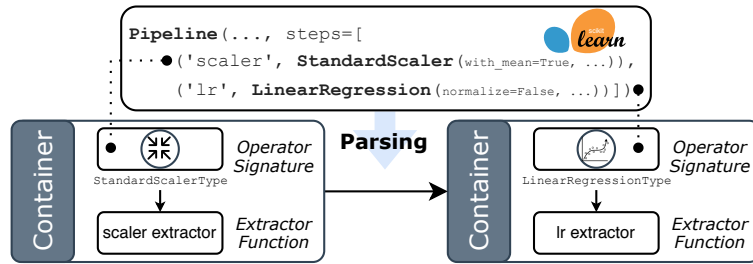 Pipeline(..., steps=[
('scaler', StandardScaler(with_mean=True, ...)),
('lr', LinearRegression(normalize=False, ...))])
scikit
learn
Parsing
Container
Operator
Signature
StandardScalerType
scaler extractor
Extractor
Function
Container
Operator
Signature
LinearRegressionType
lr extractor
Extractor
Function